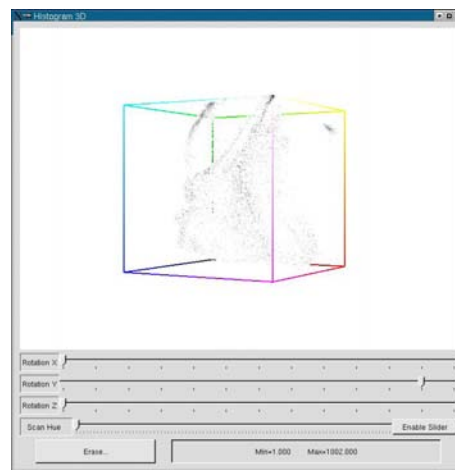 Histogram 3D
Rotation X
Rotation Y
Rotation Z
Scan Hue
Enable Slider
Erase...
Min=1.000 Max=1002.000